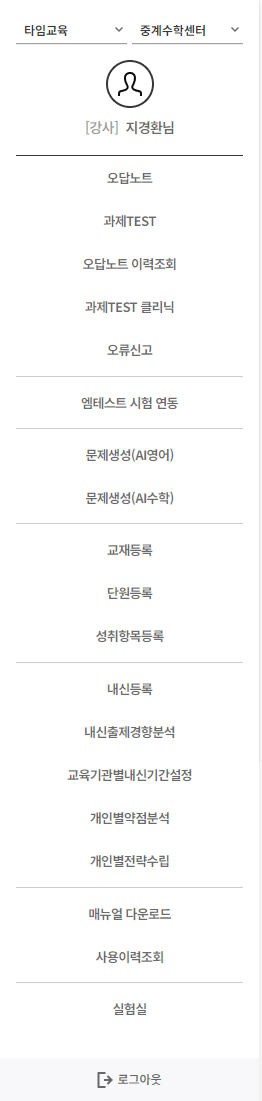 타임교육 중계수학센터
[강사] 지경환님
오답노트
과제TEST
오답노트 이력조회
과제TEST 클리닉
오류신고
엠테스트 시험 연동
문제생성(AI영어)
문제생성(AI수학)
교재등록
단원등록
성취항목등록
내신등록
내신출제경향분석
교육기관별내신기간설정
개인별약점분석
개인별전략수립
매뉴얼 다운로드
사용이력조회
실험실
로그아웃